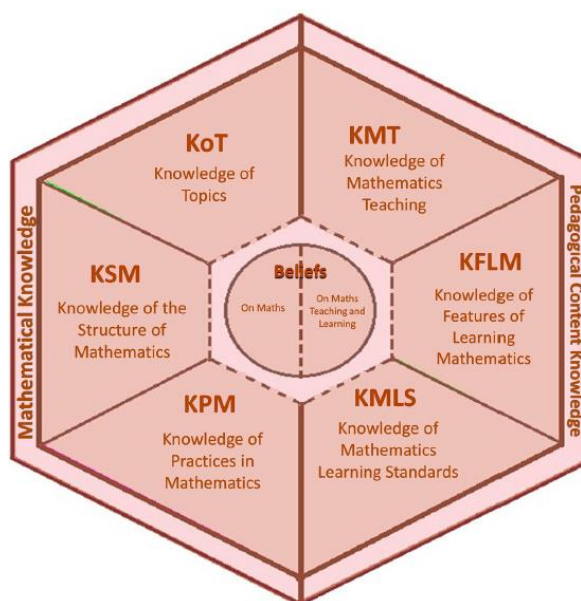 KoT
Knowledge of
Topics
KMT
Knowledge of
Mathematics
Teaching
Mathematical Knowledge
KSM
Knowledge of the
Structure of
Mathematics
Beliefs
On Maths
On Maths
Teaching and
Learning
KFLM
Knowledge of
Features of
Learning
Mathematics
Pedagogical Content Knowledge
KPM
Knowledge of
Practices in
Mathematics
KMLS
Knowledge of
Mathematics
Learning Standards